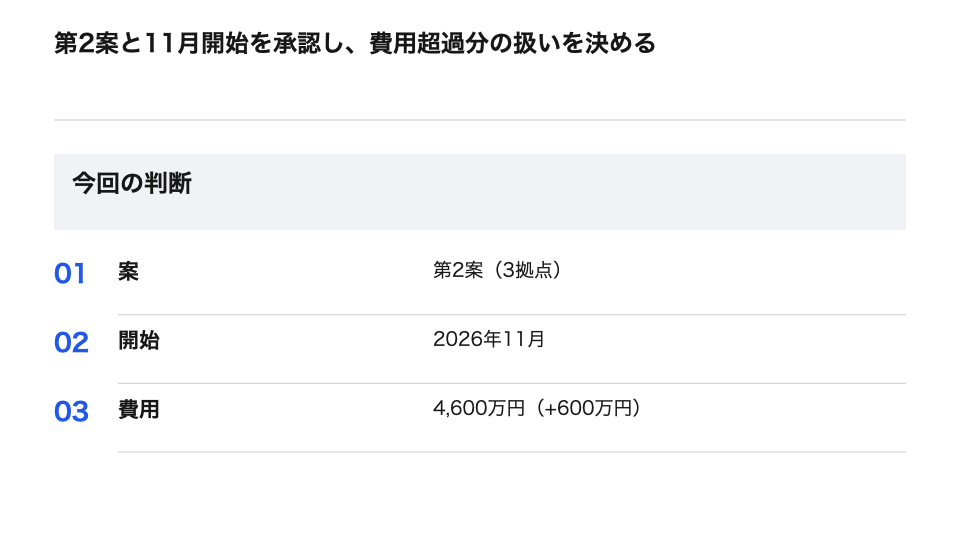 第2案と11月開始を承認し、費用超過分の扱いを決める
今回の判断
01 案 第2案（3拠点）
02 開始 2026年11月
03 費用 4,600万円（+600万円）